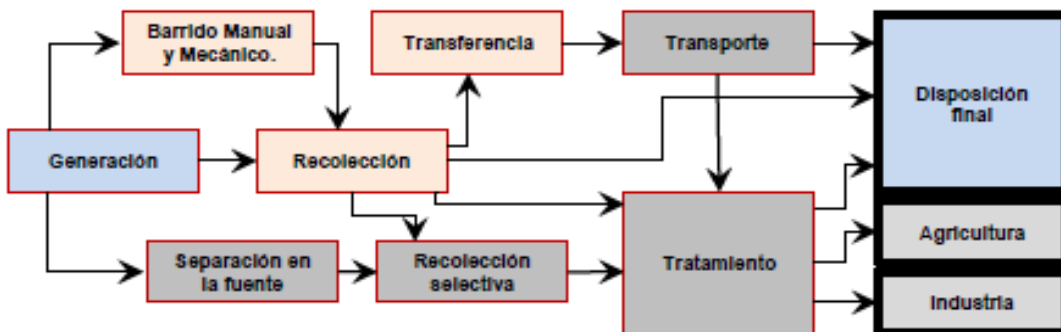 Barrido Manual
y Mecánico.
Transferencia
Transporte
Disposición
final
Generación
Recolección
Separación en
la fuente
Recolección
selectiva
Tratamiento
Agricultura
Industria